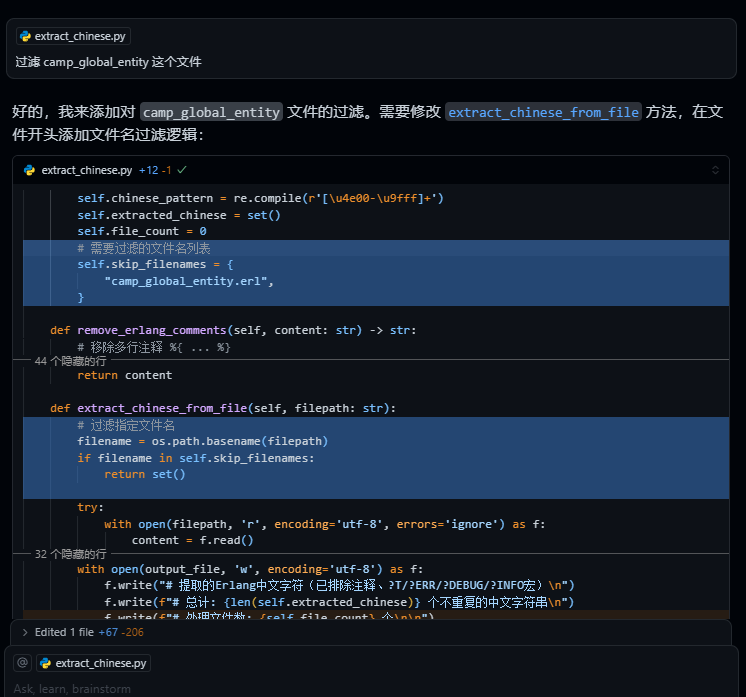 extract_chinese.py
过滤 camp_global_entity 这个文件
好的，我来添加对 camp_global_entity 文件的过滤。需要修改 extract_chinese_from_file 方法，在文
件开头添加文件名过滤逻辑：
extract_chinese.py +12 -1
self.chinese_pattern = re.compile(r'[\u4e00-\u9fff]+')
self.extracted_chinese = set()
self.file_count = 0
# 需要过滤的文件名列表
self.skip_filenames = {
"camp_global_entity.erl",
}
def remove_erlang_comments(self, content: str) -> str:
# 移除多行注释 %{ ... %}
44 个隐藏的行
return content
def extract_chinese_from_file(self, filepath: str):
# 过滤指定文件名
filename = os.path.basename(filepath)
if filename in self.skip_filenames:
return set()
try:
with open(filepath, 'r', encoding='utf-8', errors='ignore') as f:
content = f.read()
32 个隐藏的行
with open(output_file, 'w', encoding='utf-8') as f:
f.write("# 提取的Erlang中文字符（已排除注释、?T/?ERR/?DEBUG/?INFO宏）\n")
f.write(f"# 总计: {len(self.extracted_chinese)} 个不重复的中文字符串\n")
f.write(f"# 处理文件数: {self.file_count} 个\n\n")
Edited 1 file +67 -206
@ extract_chinese.py
Ask, learn, brainstorm